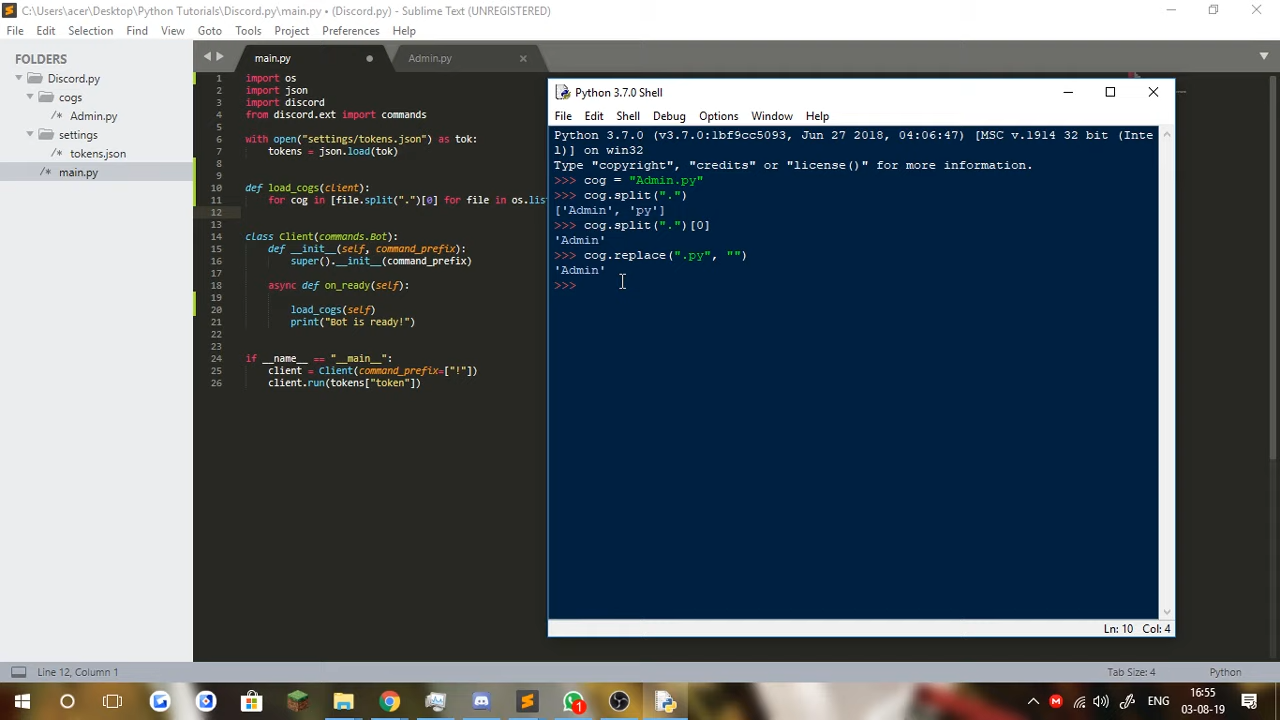 C:\Users\acer\Desktop\Python Tutorials\Discord.py\main.py • (Discord.py) - Sublime Text (UNREGISTERED)
File Edit Selection Find View Goto Tools Project Preferences Help
FOLDERS
Discord.py
cogs
Admin.py
settings
/* tokens.json
/* main.py
main.py
Admin.py
1 import os
2 import json
3 import discord
4 from discord.ext import commands
5
6 with open("settings/tokens.json") as tok:
7 tokens = json.load(tok)
8
9
10 def load_cogs(client):
11 for cog in [file.split(".")[0] for file in os.lis
12
13
14 class Client(commands.Bot):
15 def __init__(self, command_prefix):
16 super().__init__(command_prefix)
17
18 async def on_ready(self):
19
20 load_cogs(self)
21 print("Bot is ready!")
22
23
24 if __name__ == "__main__":
25 client = Client(command_prefix=["!"])
26 client.run(tokens["token"])
Python 3.7.0 Shell
File Edit Shell Debug Options Window Help
Python 3.7.0 (v3.7.0:1bf9cc5093, Jun 27 2018, 04:06:47) [MSC v.1914 32 bit (Inte
l)] on win32
Type "copyright", "credits" or "license()" for more information.
>>> cog = "Admin.py"
>>> cog.split(".")
['Admin', 'py']
>>> cog.split(".")[0]
'Admin'
>>> cog.replace(".py", "")
'Admin'
>>>
Ln: 10 Col: 4
Line 12, Column 1
Tab Size: 4 Python
1
ENG
16:55
03-08-19